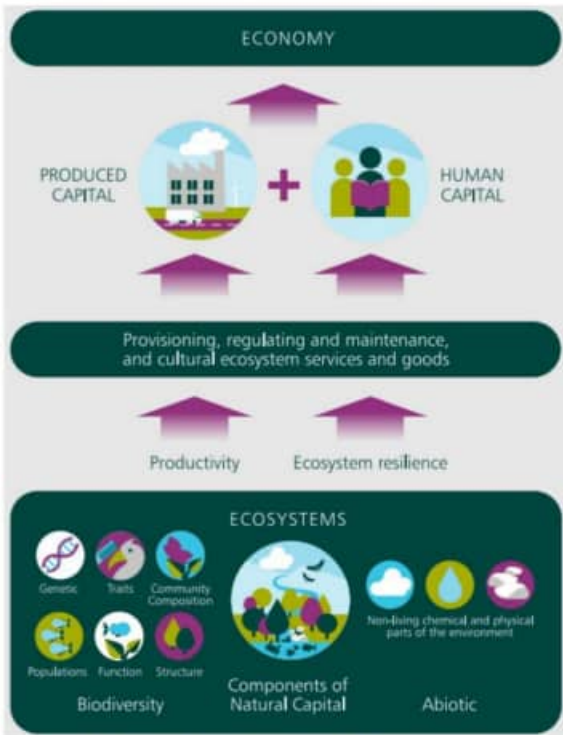 ECONOMY
PRODUCED
CAPITAL
+
HUMAN
CAPITAL
Provisioning, regulating and maintenance,
and cultural ecosystem services and goods
Productivity
Ecosystem resilience
ECOSYSTEMS
Genetic
Traits
Community
Composition
Non-living chemical and physical
parts of the environment
Populations
Function
Structure
Biodiversity
Components of
Natural Capital
Abiotic